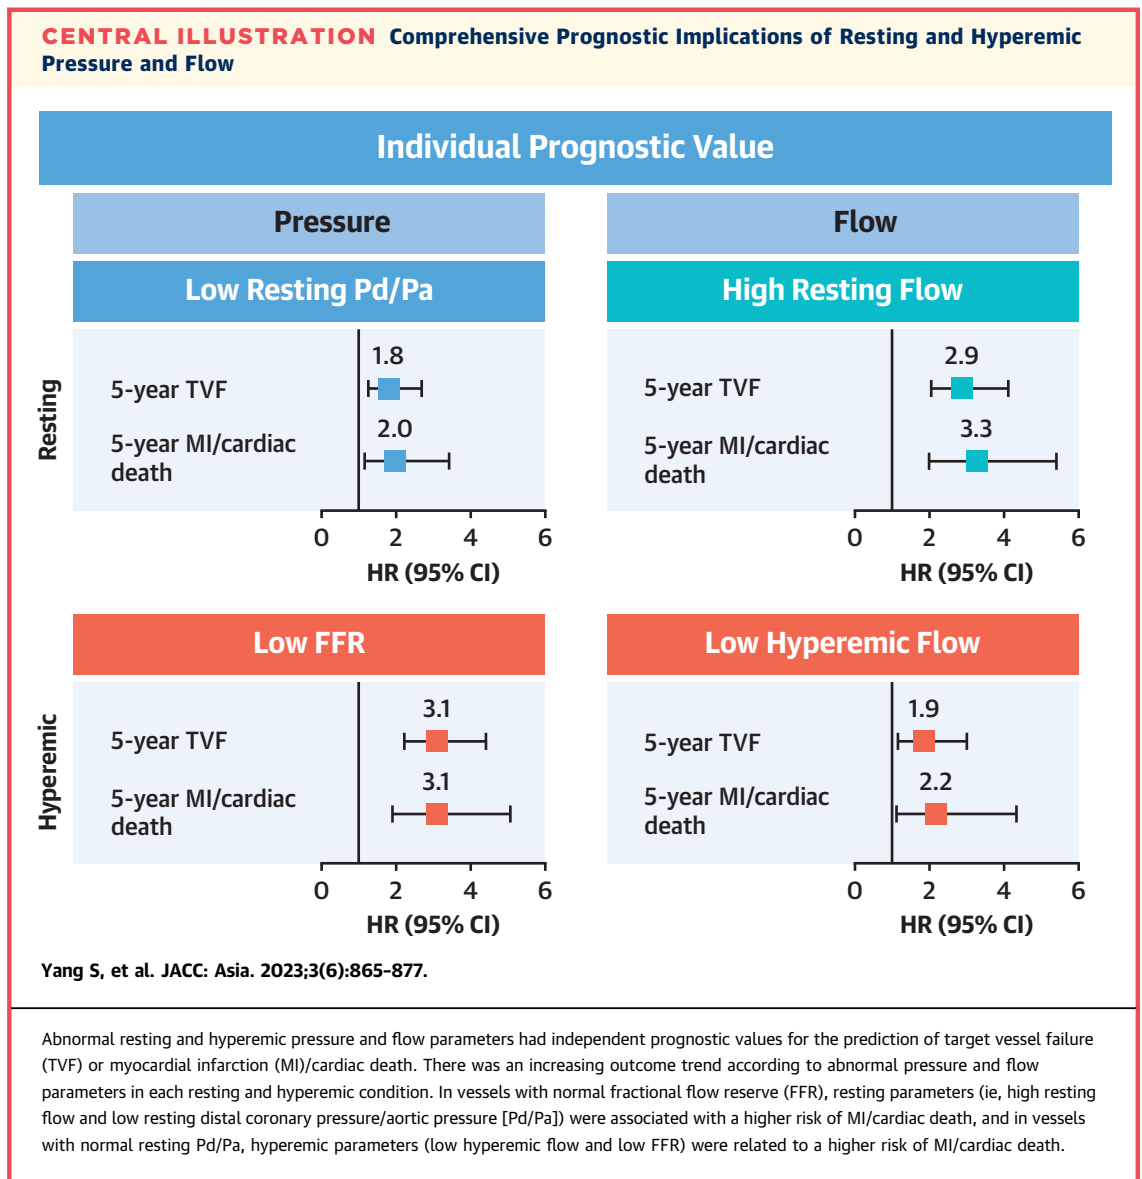 CENTRAL ILLUSTRATION Comprehensive Prognostic Implications of Resting and Hyperemic
Pressure and Flow
Individual Prognostic Value
Pressure
Flow
Low Resting Pd/Pa
High Resting Flow
Resting
5-year TVF
1.8
5-year MI/cardiac
death
2.0
0 2 4 6
HR (95% CI)
5-year TVF
2.9
5-year MI/cardiac
death
3.3
0 2 4 6
HR (95% CI)
Low FFR
Low Hyperemic Flow
Hyperemic
5-year TVF
3.1
5-year MI/cardiac
death
3.1
0 2 4 6
HR (95% CI)
5-year TVF
1.9
5-year MI/cardiac
death
2.2
0 2 4 6
HR (95% CI)
Yang S, et al. JACC: Asia. 2023;3(6):865–877.
Abnormal resting and hyperemic pressure and flow parameters had independent prognostic values for the prediction of target vessel failure
(TVF) or myocardial infarction (MI)/cardiac death. There was an increasing outcome trend according to abnormal pressure and flow
parameters in each resting and hyperemic condition. In vessels with normal fractional flow reserve (FFR), resting parameters (ie, high resting
flow and low resting distal coronary pressure/aortic pressure [Pd/Pa]) were associated with a higher risk of MI/cardiac death, and in vessels
with normal resting Pd/Pa, hyperemic parameters (low hyperemic flow and low FFR) were related to a higher risk of MI/cardiac death.